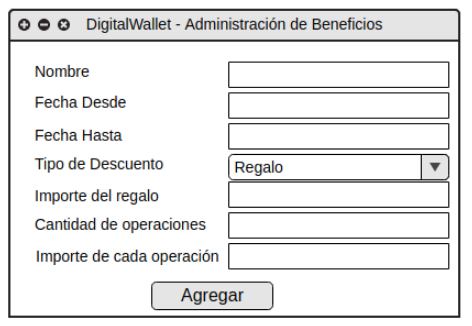 DigitalWallet - Administración de Beneficios
Nombre
Fecha Desde
Fecha Hasta
Tipo de Descuento Regalo
Importe del regalo
Cantidad de operaciones
Importe de cada operación
Agregar